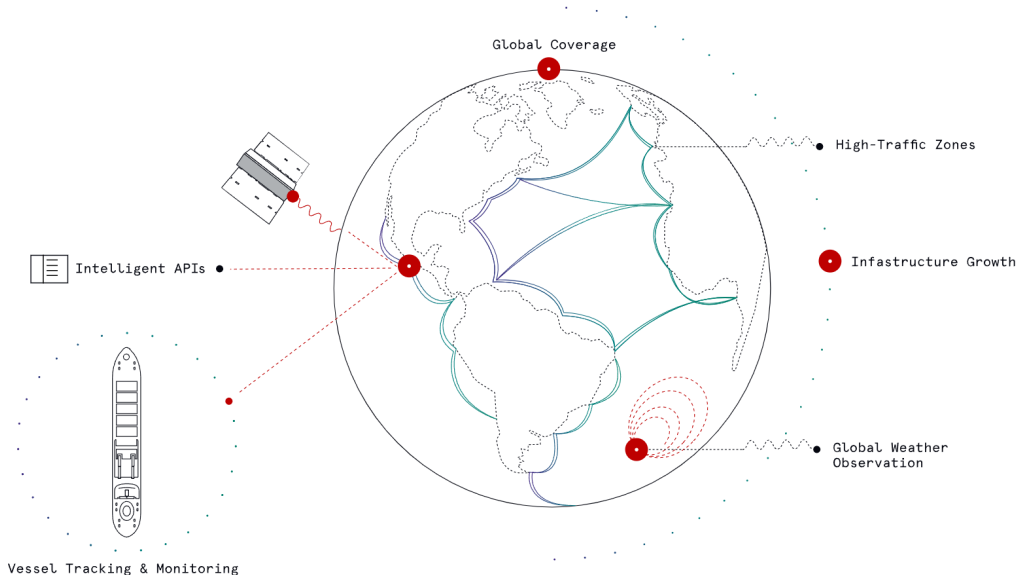 Global Coverage
High-Traffic Zones
Intelligent APIs
Infastructure Growth
Global Weather
Observation
Vessel Tracking & Monitoring